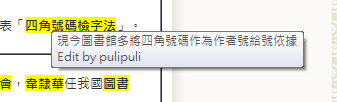 表「四角號碼檢字法」。
現今圖書館多將四角號碼作為作者號給號依據
Edit by pulipuli
會，韋隸華任我國圖書